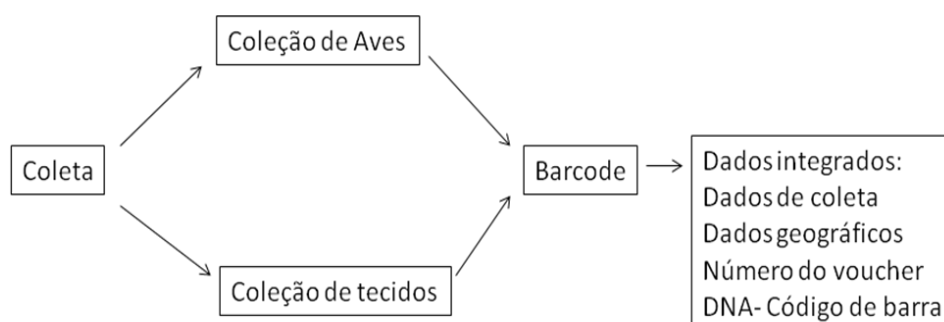 Coleção de Aves
Coleta
Barcode
Dados integrados:
Dados de coleta
Dados geográficos
Número do voucher
DNA- Código de barra
Coleção de tecidos